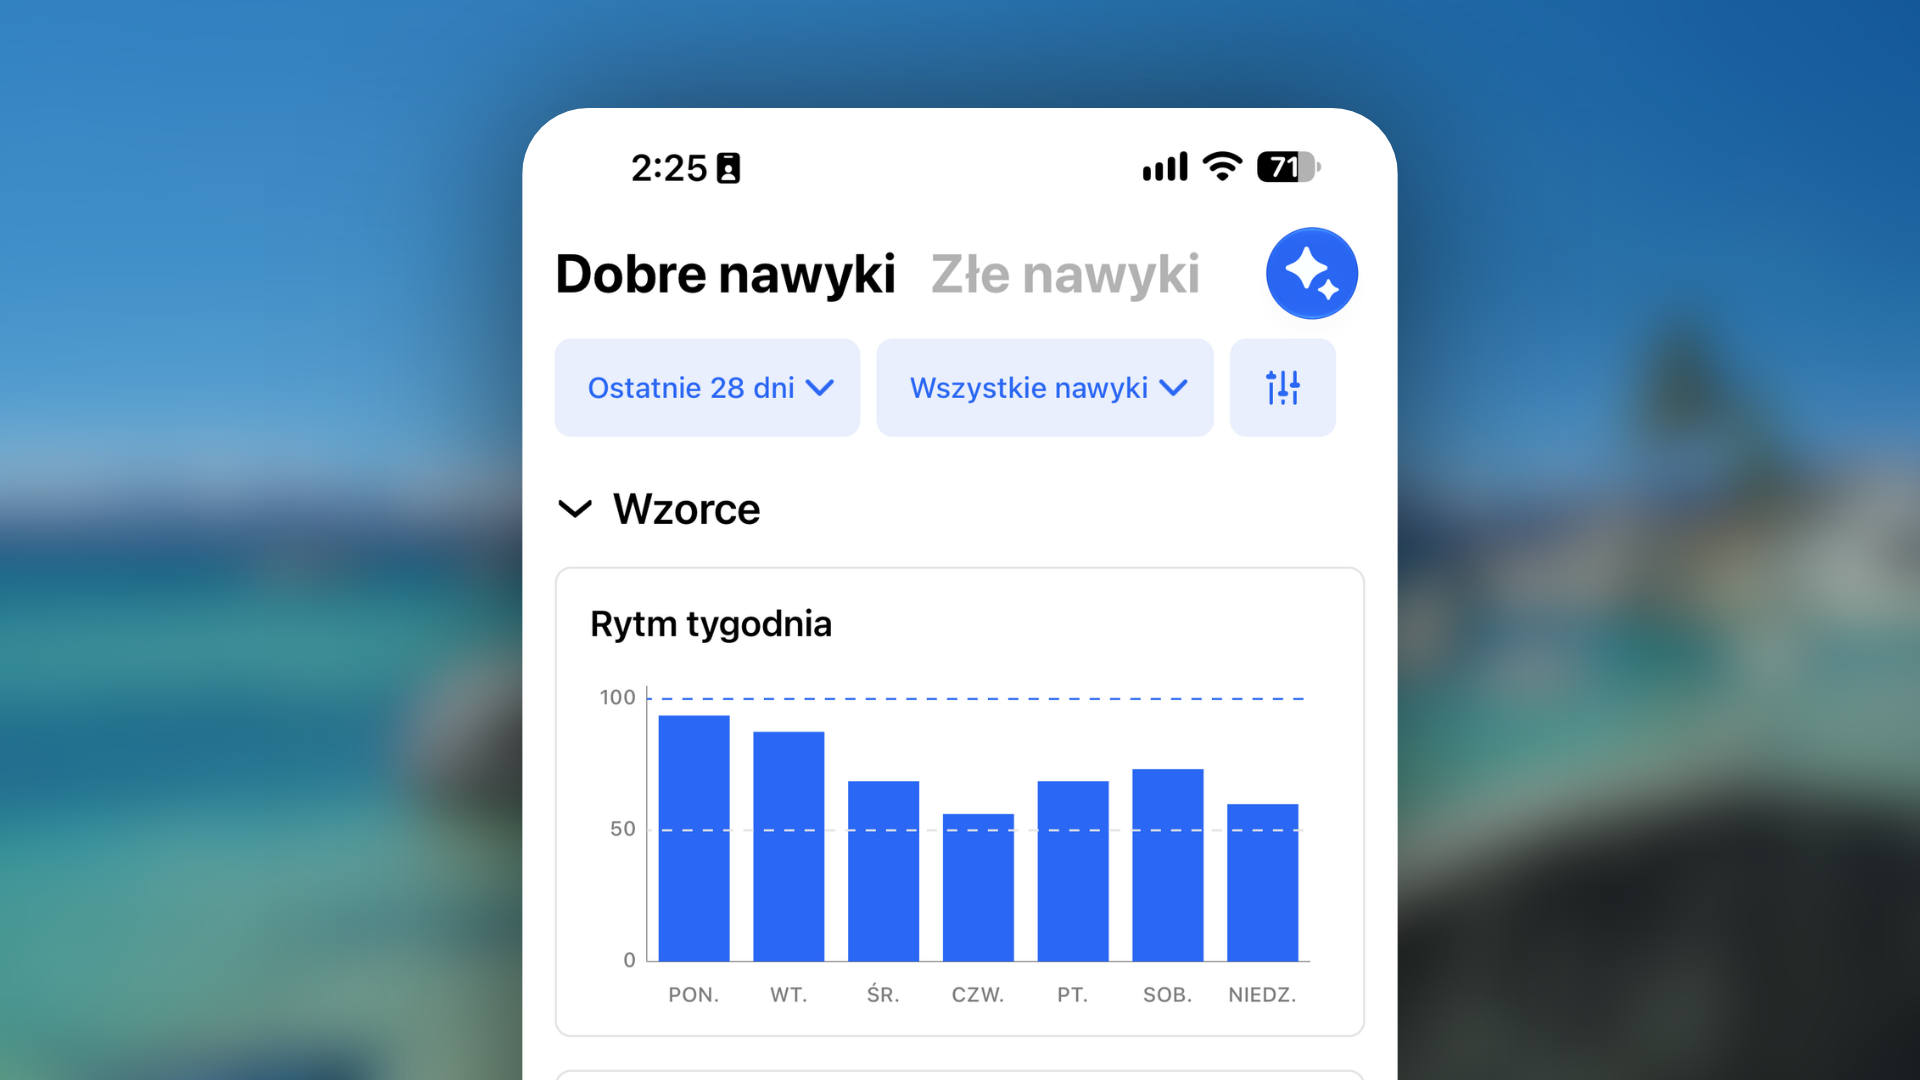 2:25
71
Dobre nawyki Złe nawyki
Ostatnie 28 dni Wszystkie nawyki
Wzorce
Rytm tygodnia
100
50
0
PON. WT. ŚR. CZW. PT. SOB. NIEDZ.